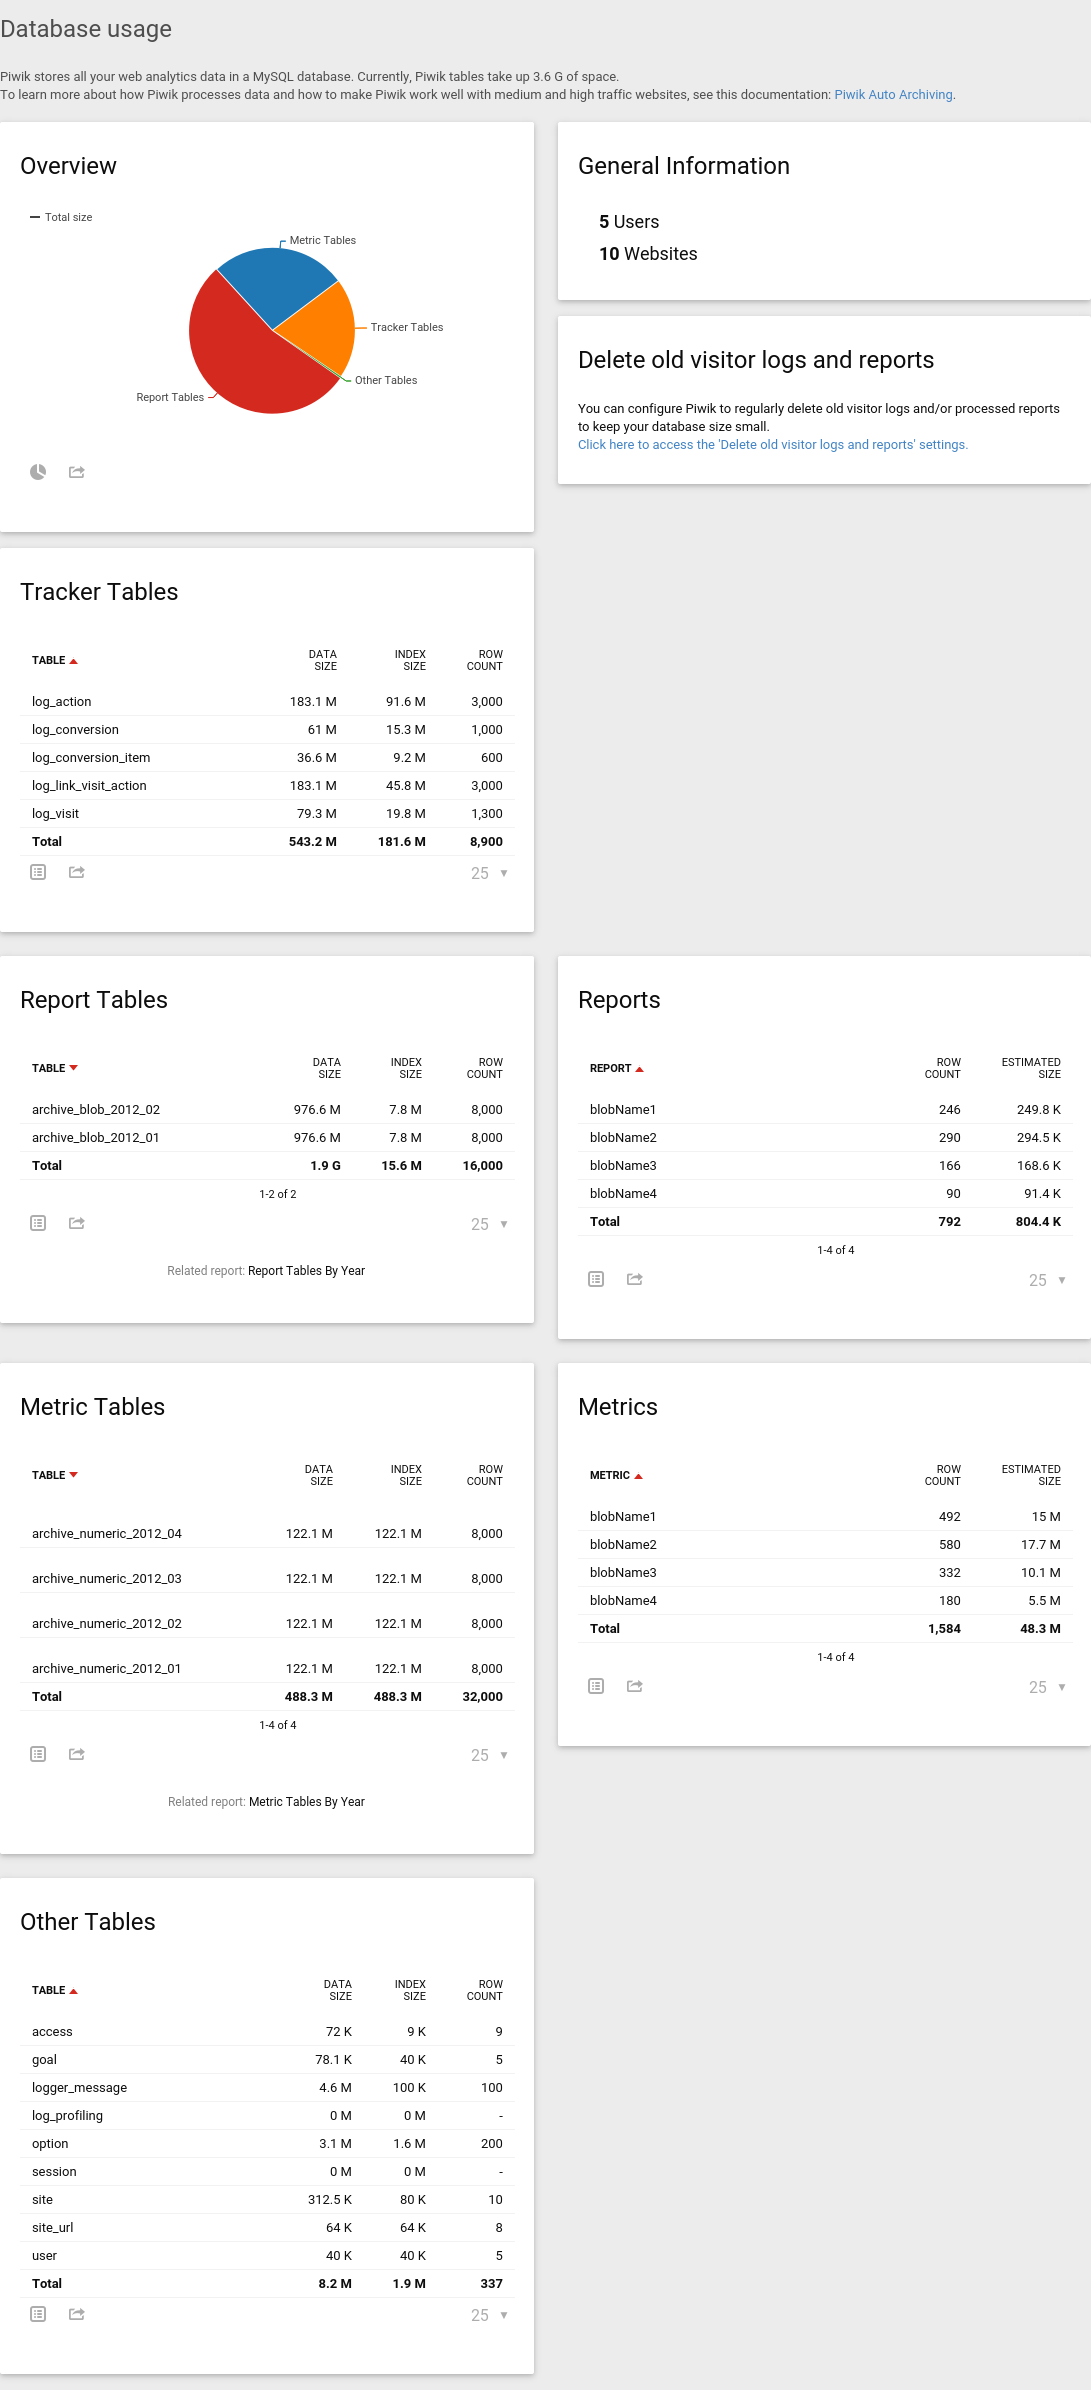 Database usage
Piwik stores all your web analytics data in a MySQL database. Currently, Piwik tables take up 3.6 G of space.
To learn more about how Piwik processes data and how to make Piwik work well with medium and high traffic websites, see this documentation: Piwik Auto Archiving.
Overview
Total size
Metric Tables
Tracker Tables
Other Tables
Report Tables
General Information
5 Users
10 Websites
Delete old visitor logs and reports
You can configure Piwik to regularly delete old visitor logs and/or processed reports
to keep your database size small.
Click here to access the 'Delete old visitor logs and reports' settings.
Tracker Tables
TABLE DATA SIZE INDEX SIZE ROW COUNT
log_action 183.1 M 91.6 M 3,000
log_conversion 61 M 15.3 M 1,000
log_conversion_item 36.6 M 9.2 M 600
log_link_visit_action 183.1 M 45.8 M 3,000
log_visit 79.3 M 19.8 M 1,300
Total 543.2 M 181.6 M 8,900
25
Report Tables
TABLE DATA SIZE INDEX SIZE ROW COUNT
archive_blob_2012_02 976.6 M 7.8 M 8,000
archive_blob_2012_01 976.6 M 7.8 M 8,000
Total 1.9 G 15.6 M 16,000
1-2 of 2
25
Related report: Report Tables By Year
Reports
REPORT ROW COUNT ESTIMATED SIZE
blobName1 246 249.8 K
blobName2 290 294.5 K
blobName3 166 168.6 K
blobName4 90 91.4 K
Total 792 804.4 K
1-4 of 4
25
Metric Tables
TABLE DATA SIZE INDEX SIZE ROW COUNT
archive_numeric_2012_04 122.1 M 122.1 M 8,000
archive_numeric_2012_03 122.1 M 122.1 M 8,000
archive_numeric_2012_02 122.1 M 122.1 M 8,000
archive_numeric_2012_01 122.1 M 122.1 M 8,000
Total 488.3 M 488.3 M 32,000
1-4 of 4
25
Related report: Metric Tables By Year
Metrics
METRIC ROW COUNT ESTIMATED SIZE
blobName1 492 15 M
blobName2 580 17.7 M
blobName3 332 10.1 M
blobName4 180 5.5 M
Total 1,584 48.3 M
1-4 of 4
25
Other Tables
TABLE DATA SIZE INDEX SIZE ROW COUNT
access 72 K 9 K 9
goal 78.1 K 40 K 5
logger_message 4.6 M 100 K 100
log_profiling 0 M 0 M -
option 3.1 M 1.6 M 200
session 0 M 0 M -
site 312.5 K 80 K 10
site_url 64 K 64 K 8
user 40 K 40 K 5
Total 8.2 M 1.9 M 337
25